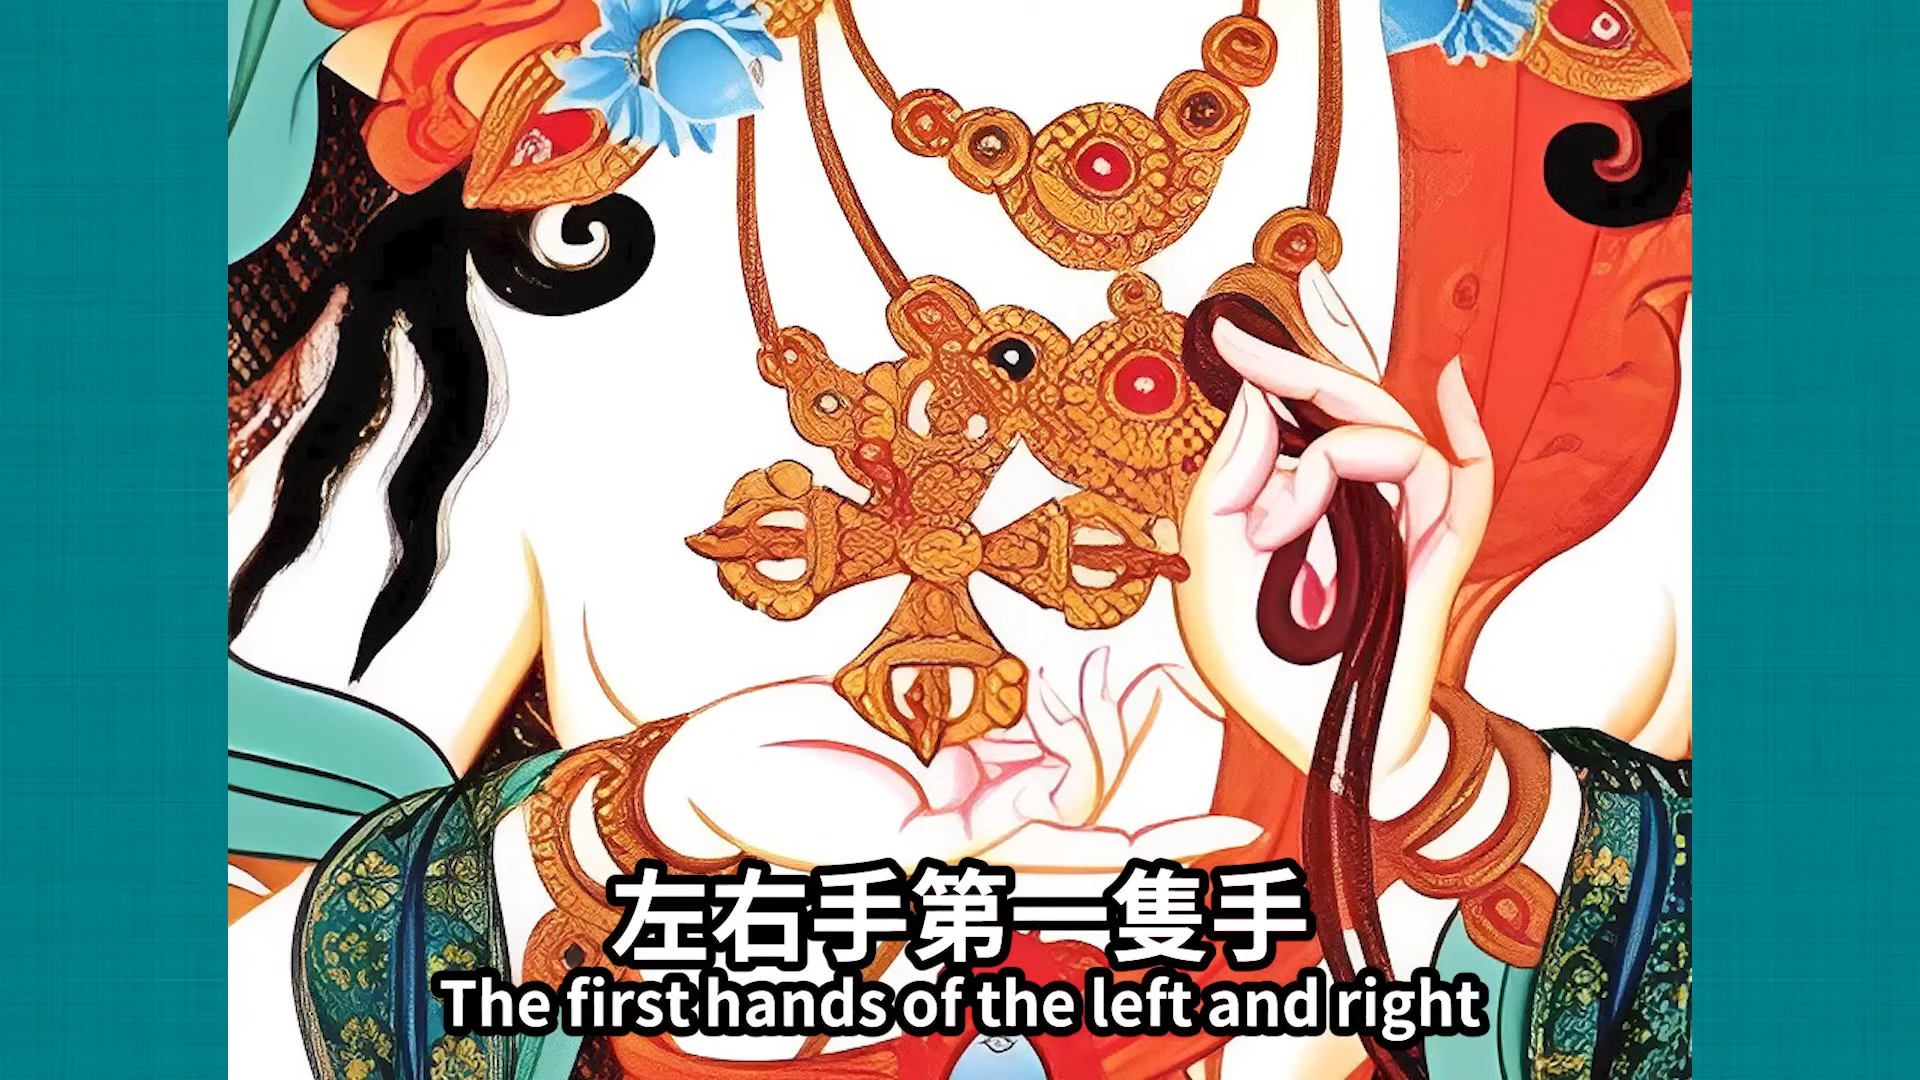 左右手第一隻手
The first hands of the left and right